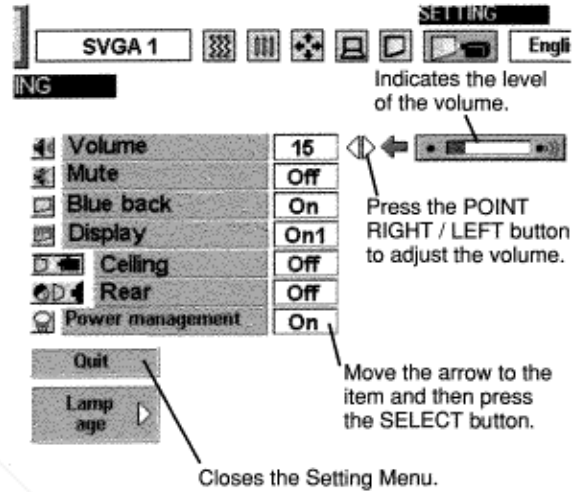 SETTING
SVGA 1
Engli
ING
Indicates the level
of the volume.
Volume 15
Mute Off
Blue back On
Display On1
Ceiling Off
Rear Off
Power management On
Press the POINT
RIGHT / LEFT button
to adjust the volume.
Quit
Lamp
age
Move the arrow to the
item and then press
the SELECT button.
Closes the Setting Menu.